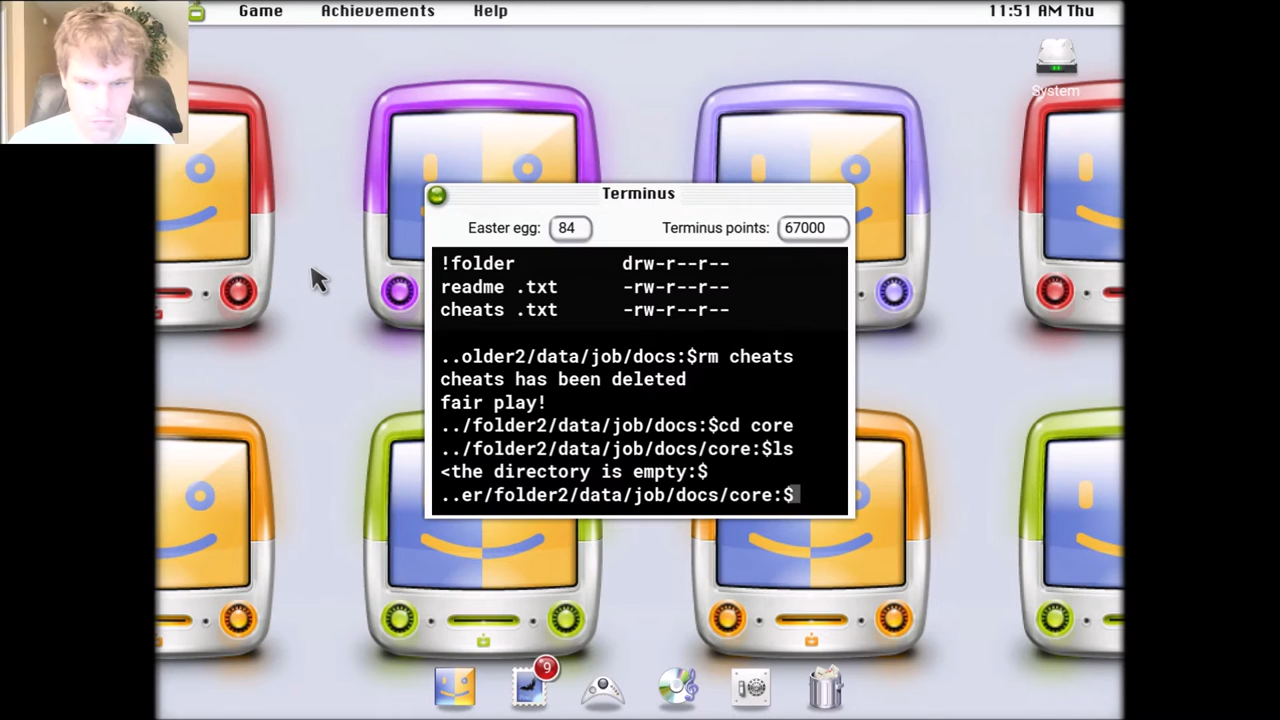 Game Achievements Help 11:51 AM Thu
System
Terminus
Easter egg: 84 Terminus points: 67000
!folder drw-r--r--
readme .txt -rw-r--r--
cheats .txt -rw-r--r--
..older2/data/job/docs:$rm cheats
cheats has been deleted
fair play!
../folder2/data/job/docs:$cd core
../folder2/data/job/docs/core:$ls
<the directory is empty:$
..er/folder2/data/job/docs/core:$
9